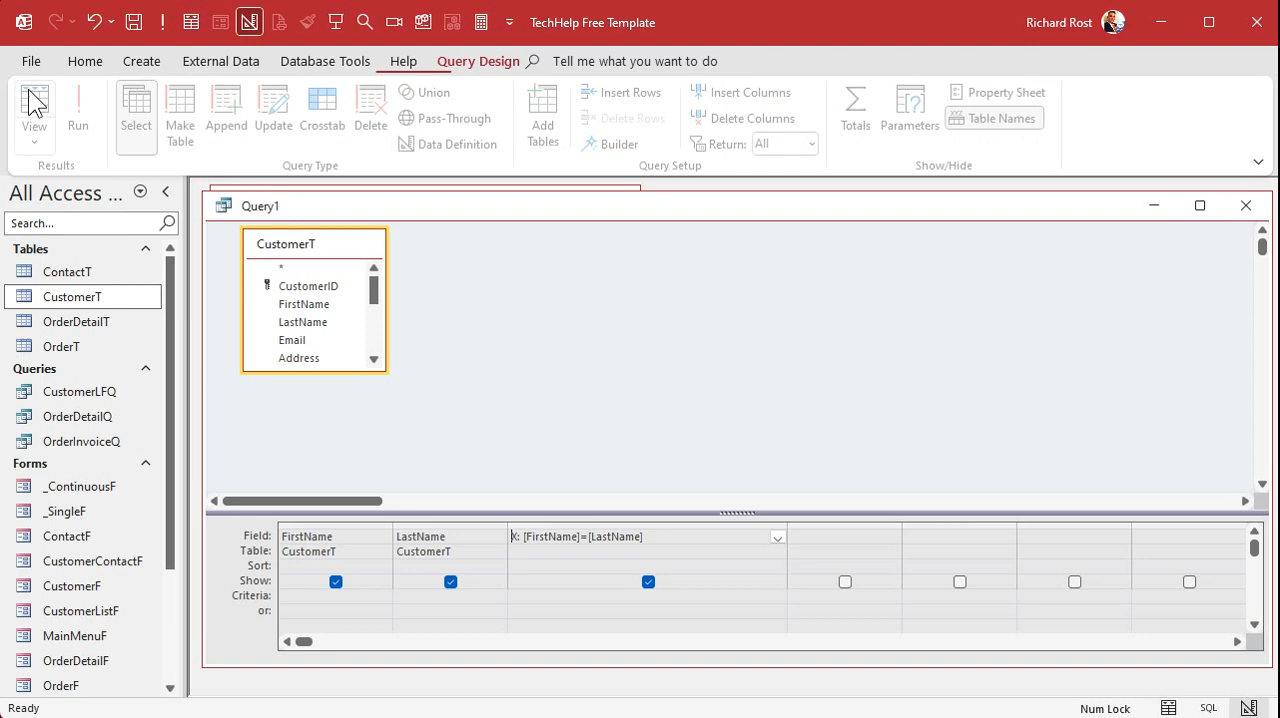 TechHelp Free Template
Richard Rost
File Home Create External Data Database Tools Help Query Design Tell me what you want to do
View
Run
Results
Select
Make Table
Append
Update
Crosstab
Delete
Union
Pass-Through
Data Definition
Query Type
Add Tables
Insert Rows
Delete Rows
Builder
Insert Columns
Delete Columns
Return: All
Query Setup
Totals
Parameters
Property Sheet
Table Names
Show/Hide
All Access ...
Search...
Tables
ContactT
CustomerT
OrderDetailT
OrderT
Queries
CustomerLFQ
OrderDetailQ
OrderInvoiceQ
Forms
_ContinuousF
_SingleF
ContactF
CustomerContactF
CustomerF
CustomerListF
MainMenuF
OrderDetailF
OrderF
Query1
CustomerT
*
CustomerID
FirstName
LastName
Email
Address
Field: FirstName LastName X: [FirstName]=[LastName]
Table: CustomerT CustomerT
Sort:
Show:
Criteria:
or:
Ready
Num Lock
SQL